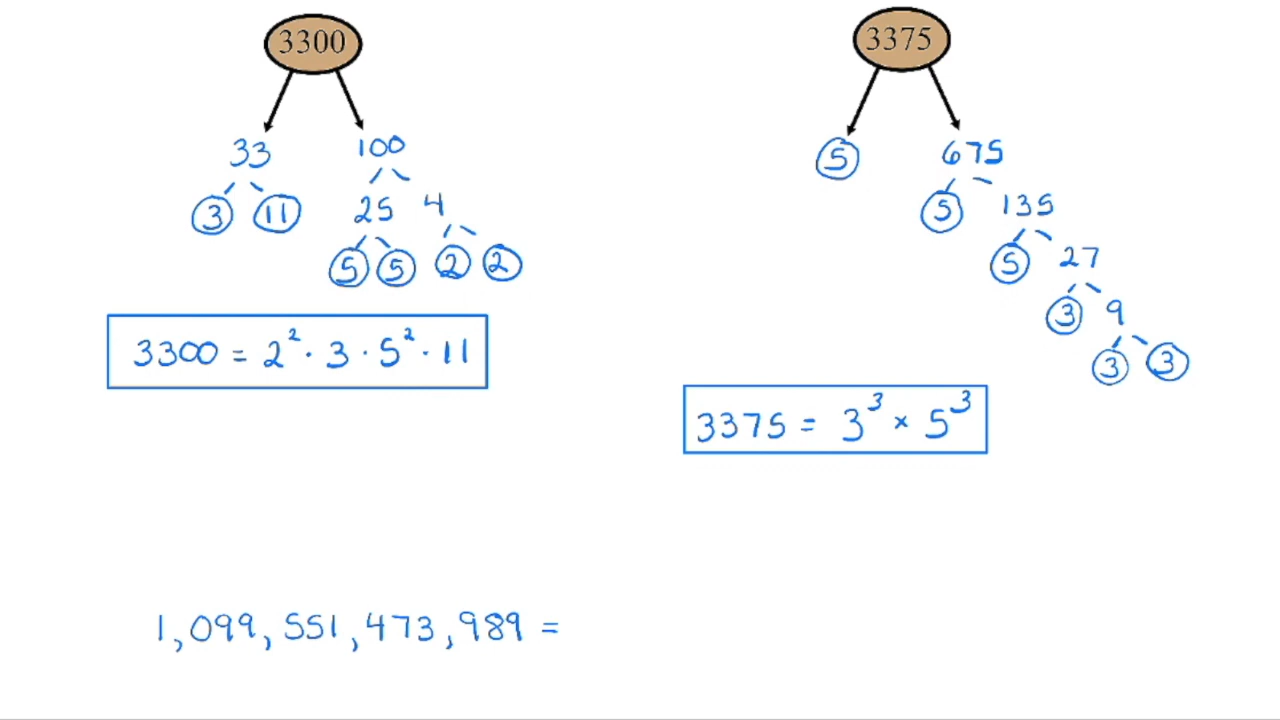 3300
33 100
3 11 25 4
5 5 2 2
3300 = 2² · 3 · 5² · 11
3375
5 675
5 135
5 27
3 9
3 3
3375 = 3³ × 5³
1,099,551,473,989 =